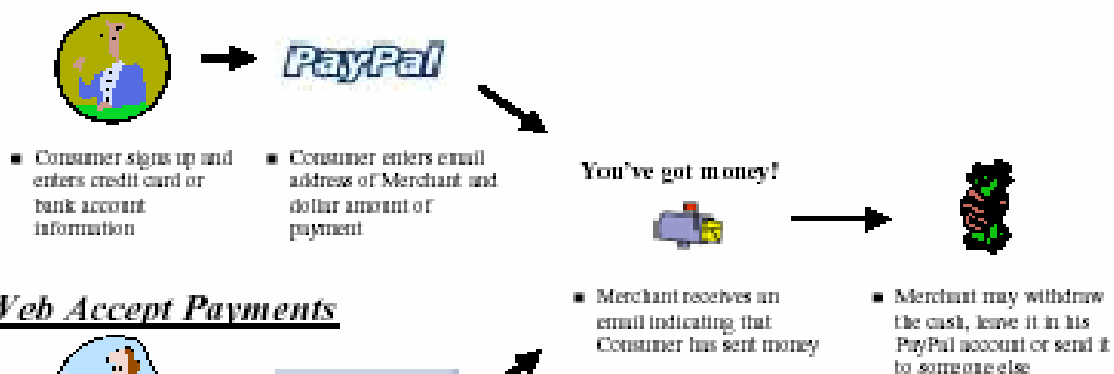 PayPal
■ Consumer signs up and
enters credit card or
bank account
information
■ Consumer enters email
address of Merchant and
dollar amount of
payment
You've got money!
■ Merchant receives an
email indicating that
Consumer has sent money
■ Merchant may withdraw
the cash, leave it in his
PayPal account or send it
to someone else
Web Accept Payments